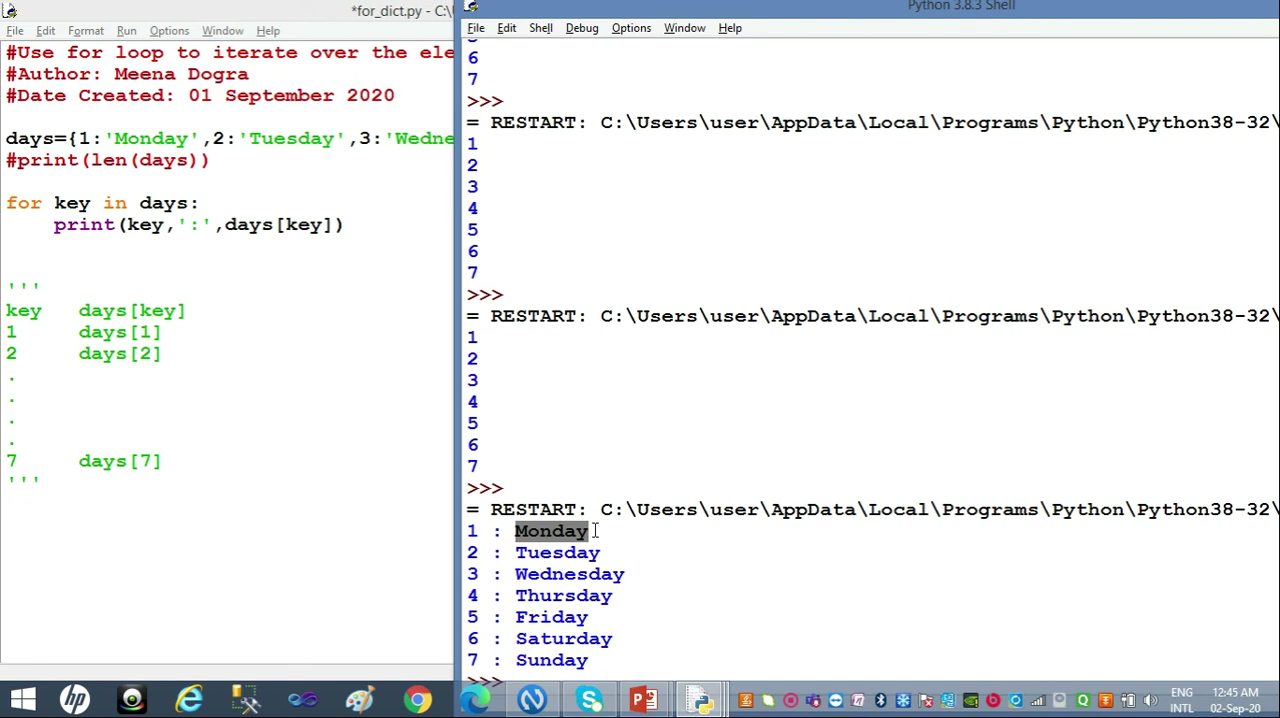 *for_dict.py - C:\
File Edit Format Run Options Window Help
#Use for loop to iterate over the ele
#Author: Meena Dogra
#Date Created: 01 September 2020
days={1:'Monday',2:'Tuesday',3:'Wedne
#print(len(days))
for key in days:
print(key,':',days[key])
'''
key days[key]
1 days[1]
2 days[2]
.
.
.
.
7 days[7]
'''
Python 3.8.3 Shell
File Edit Shell Debug Options Window Help
6
7
>>>
= RESTART: C:\Users\user\AppData\Local\Programs\Python\Python38-32\
1
2
3
4
5
6
7
>>>
= RESTART: C:\Users\user\AppData\Local\Programs\Python\Python38-32\
1
2
3
4
5
6
7
>>>
= RESTART: C:\Users\user\AppData\Local\Programs\Python\Python38-32\
1 : Monday
2 : Tuesday
3 : Wednesday
4 : Thursday
5 : Friday
6 : Saturday
7 : Sunday
>>>
ENG 12:45 AM
INTL 02-Sep-20